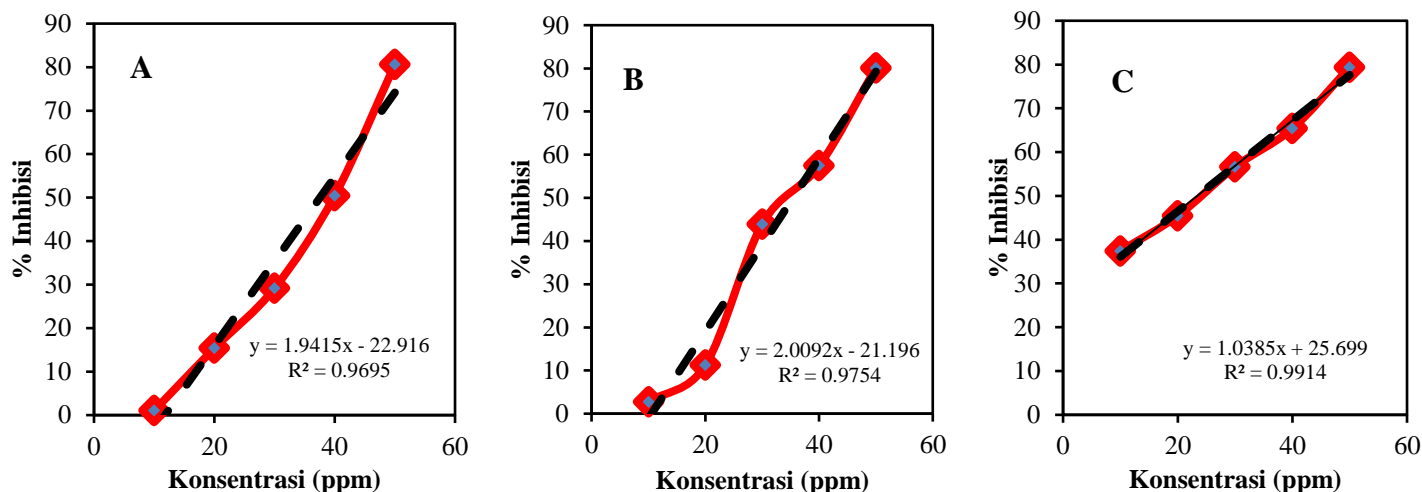 A
% Inhibisi
90
80
70
60
50
40
30
20
10
0
y = 1.9415x - 22.916
R² = 0.9695
0 20 40 60
Konsentrasi (ppm)
B
% Inhibisi
90
80
70
60
50
40
30
20
10
0
y = 2.0092x - 21.196
R² = 0.9754
0 20 40 60
Konsentrasi (ppm)
C
% Inhibisi
90
80
70
60
50
40
30
20
10
0
y = 1.0385x + 25.699
R² = 0.9914
0 20 40 60
Konsentrasi (ppm)